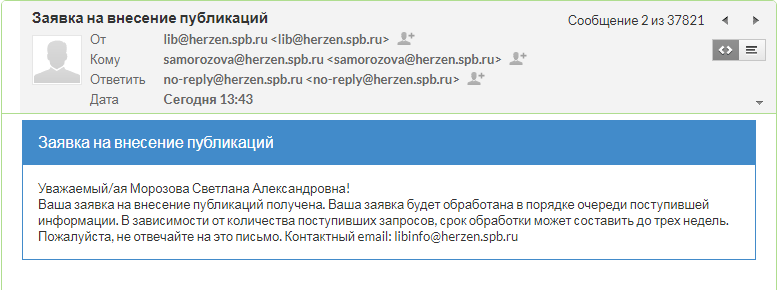 Заявка на внесение публикаций
Сообщение 2 из 37821
От lib@herzen.spb.ru <lib@herzen.spb.ru>
Кому samorozova@herzen.spb.ru <samorozova@herzen.spb.ru>
Ответить no-reply@herzen.spb.ru <no-reply@herzen.spb.ru>
Дата Сегодня 13:43
Заявка на внесение публикаций
Уважаемый/ая Морозова Светлана Александровна!
Ваша заявка на внесение публикаций получена. Ваша заявка будет обработана в порядке очереди поступившей
информации. В зависимости от количества поступивших запросов, срок обработки может составить до трех недель.
Пожалуйста, не отвечайте на это письмо. Контактный email: libinfo@herzen.spb.ru